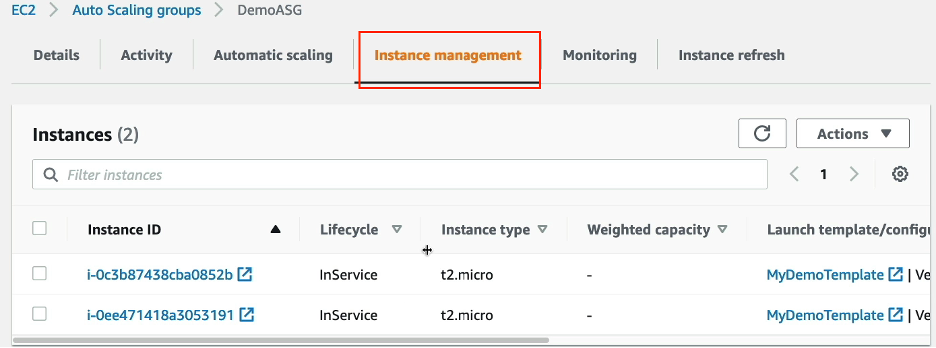 EC2 > Auto Scaling groups > DemoASG
Details Activity Automatic scaling Instance management Monitoring Instance refresh
Instances (2)
Actions
Filter instances
1
Instance ID Lifecycle Instance type Weighted capacity Launch template/configu
i-0c3b87438cba0852b InService t2.micro - MyDemoTemplate | Ve
i-0ee471418a3053191 InService t2.micro - MyDemoTemplate | Ve